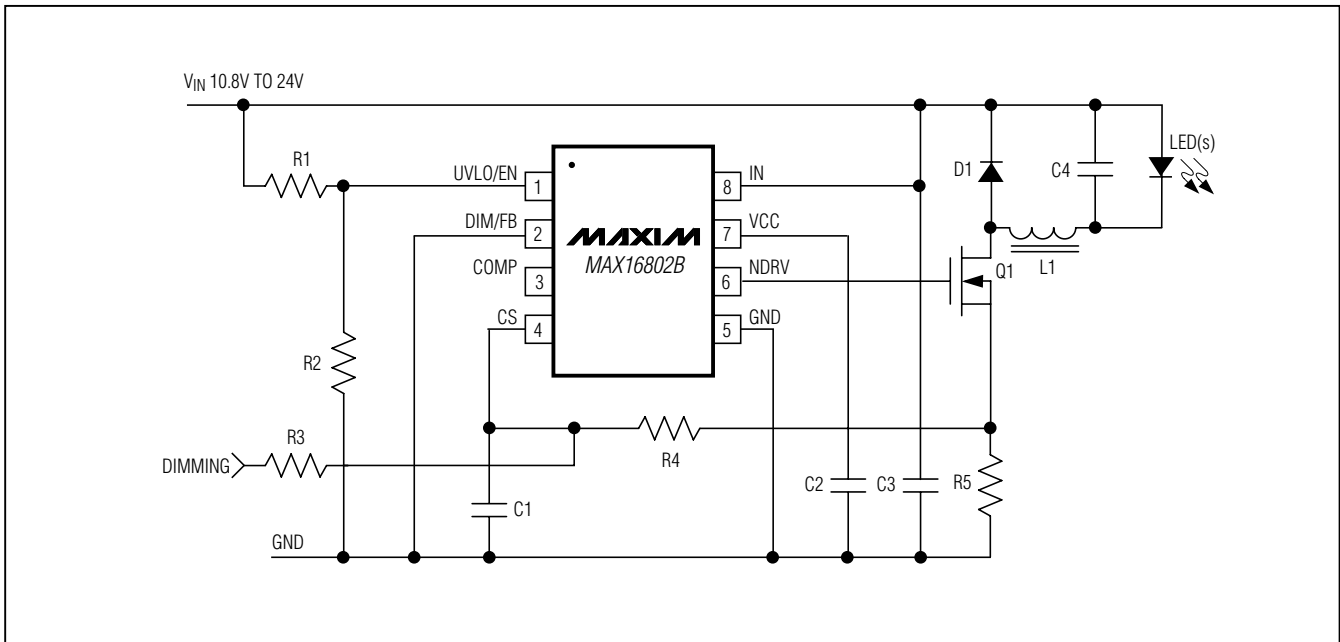 VIN 10.8V TO 24V
R1
UVLO/EN
1
DIM/FB
2
COMP
3
CS
4
MAXIM
MAX16802B
IN
8
VCC
7
NDRV
6
GND
5
D1
C4
LED(s)
Q1
L1
R2
R3
DIMMING
R4
C1
C2
C3
R5
GND